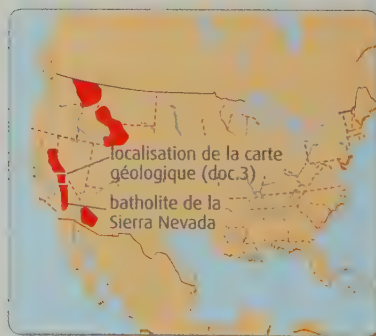 localisation de la carte
géologique (doc.3)
batholite de la
Sierra Nevada